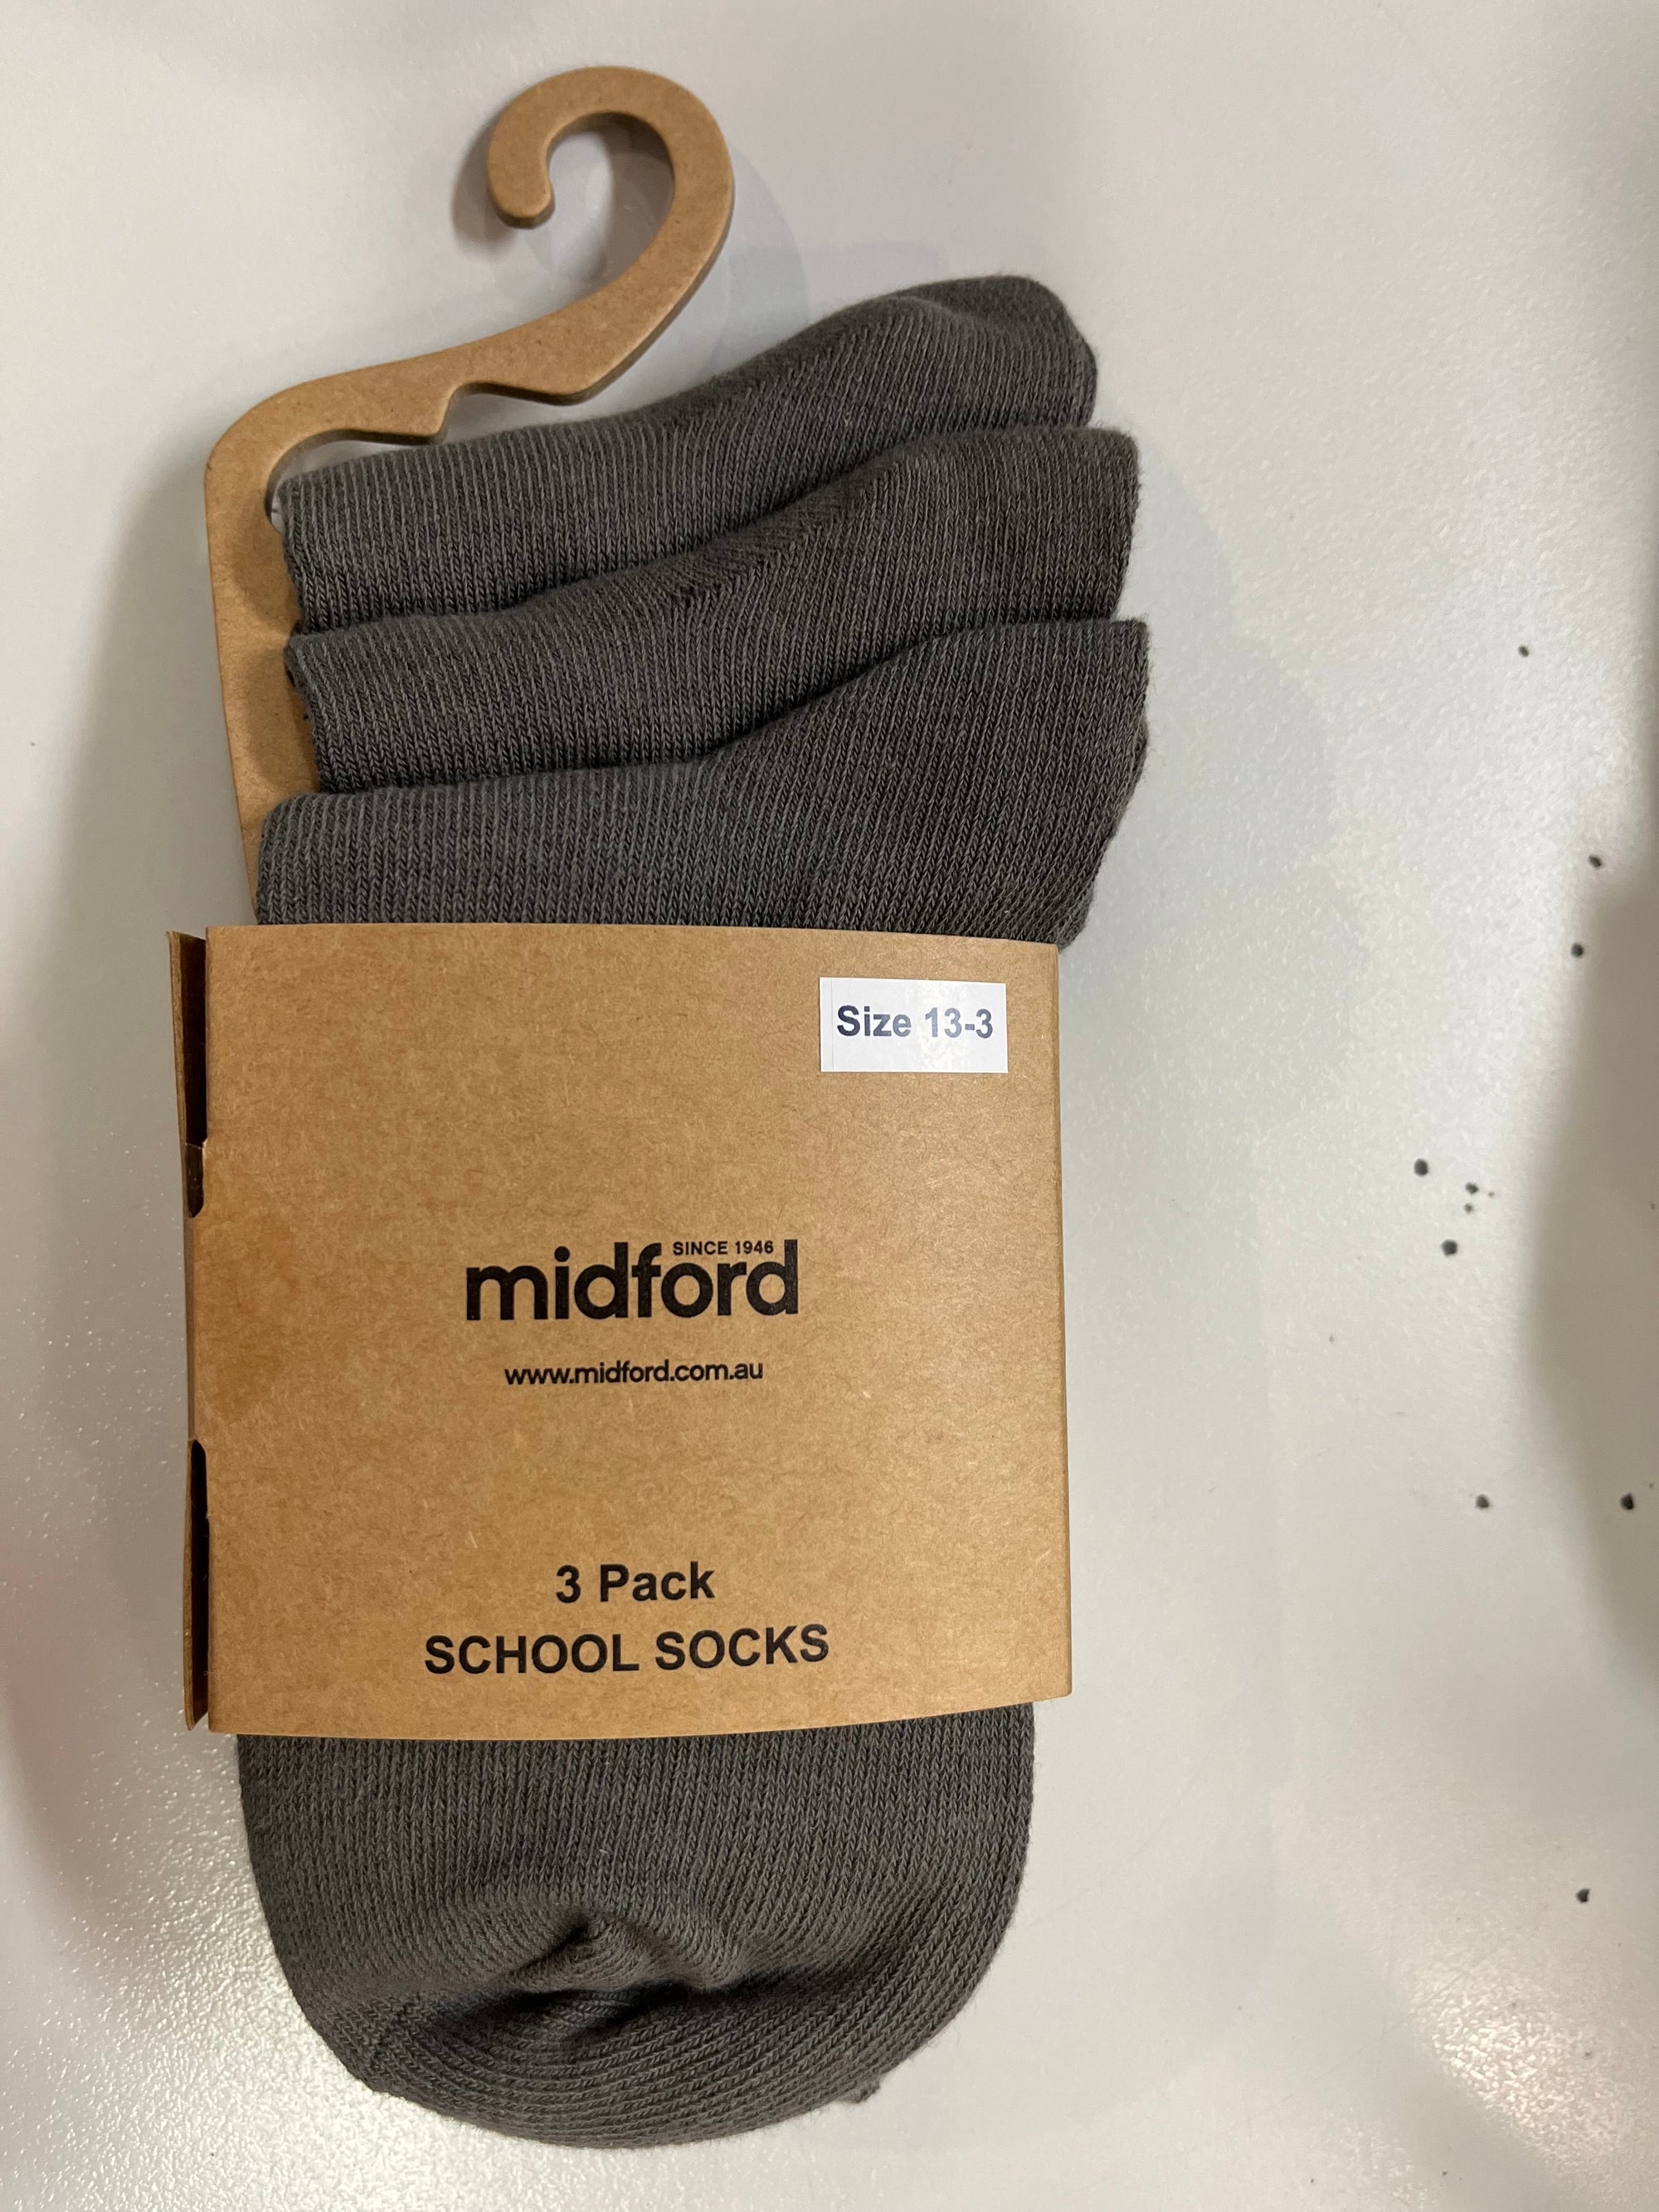 Size 13-3
SINCE 1946
midford
www.midford.com.au
3 Pack
SCHOOL SOCKS